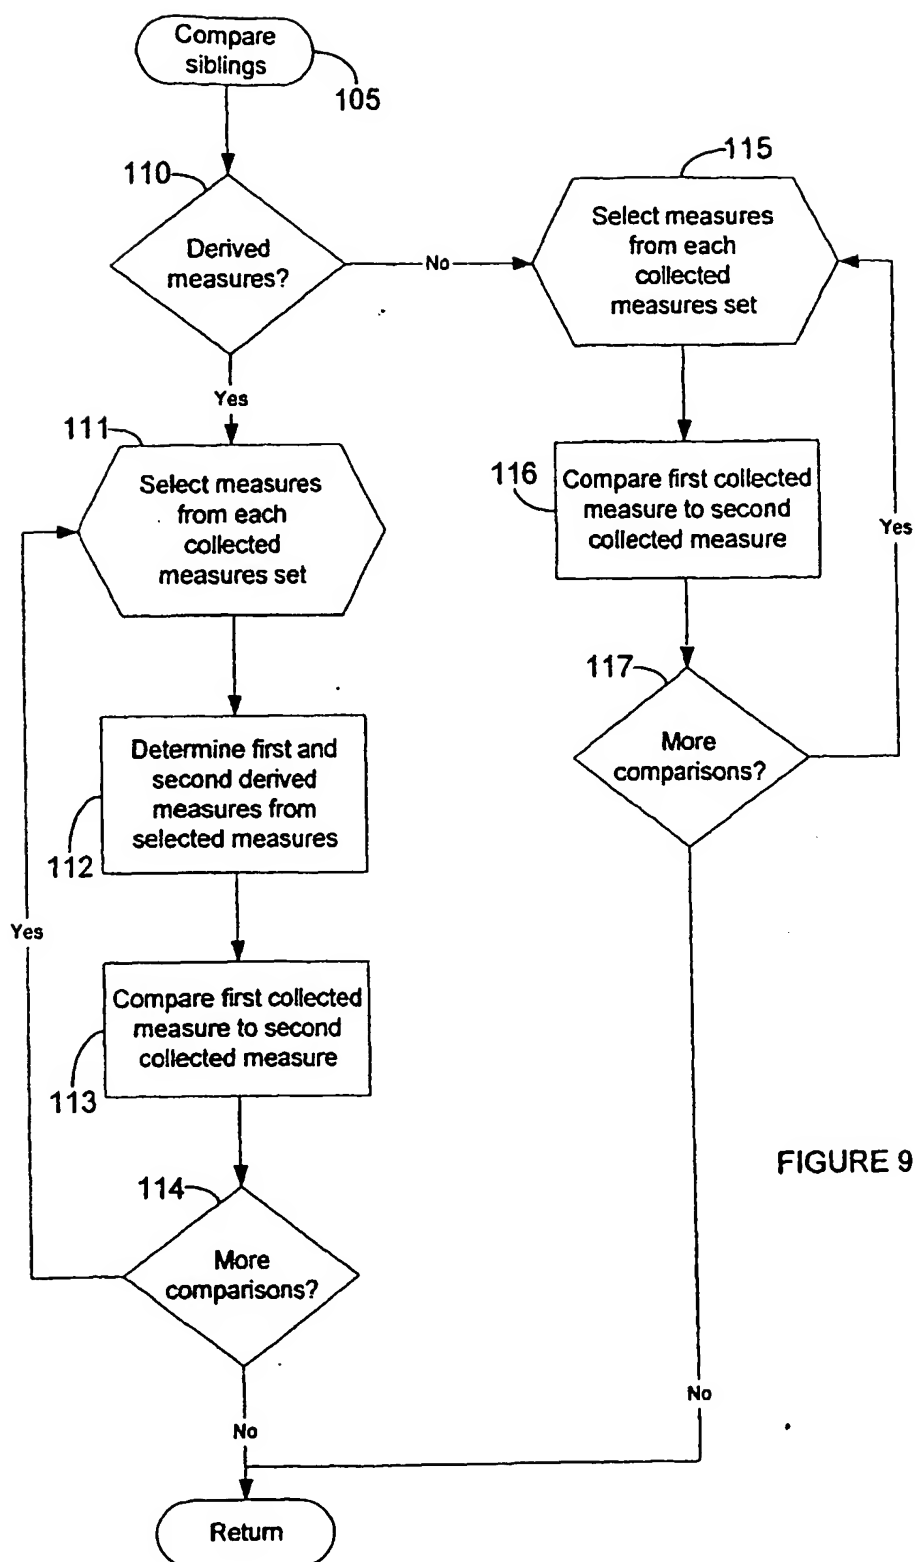 Compare
siblings
105
110
Derived
measures?
No
Yes
115
Select measures
from each
collected
measures set
111
Select measures
from each
collected
measures set
116
Compare first collected
measure to second
collected measure
Yes
117
More
comparisons?
Determine first and
second derived
measures from
selected measures
112
Yes
Compare first collected
measure to second
collected measure
113
FIGURE 9
114
More
comparisons?
No
No
Return